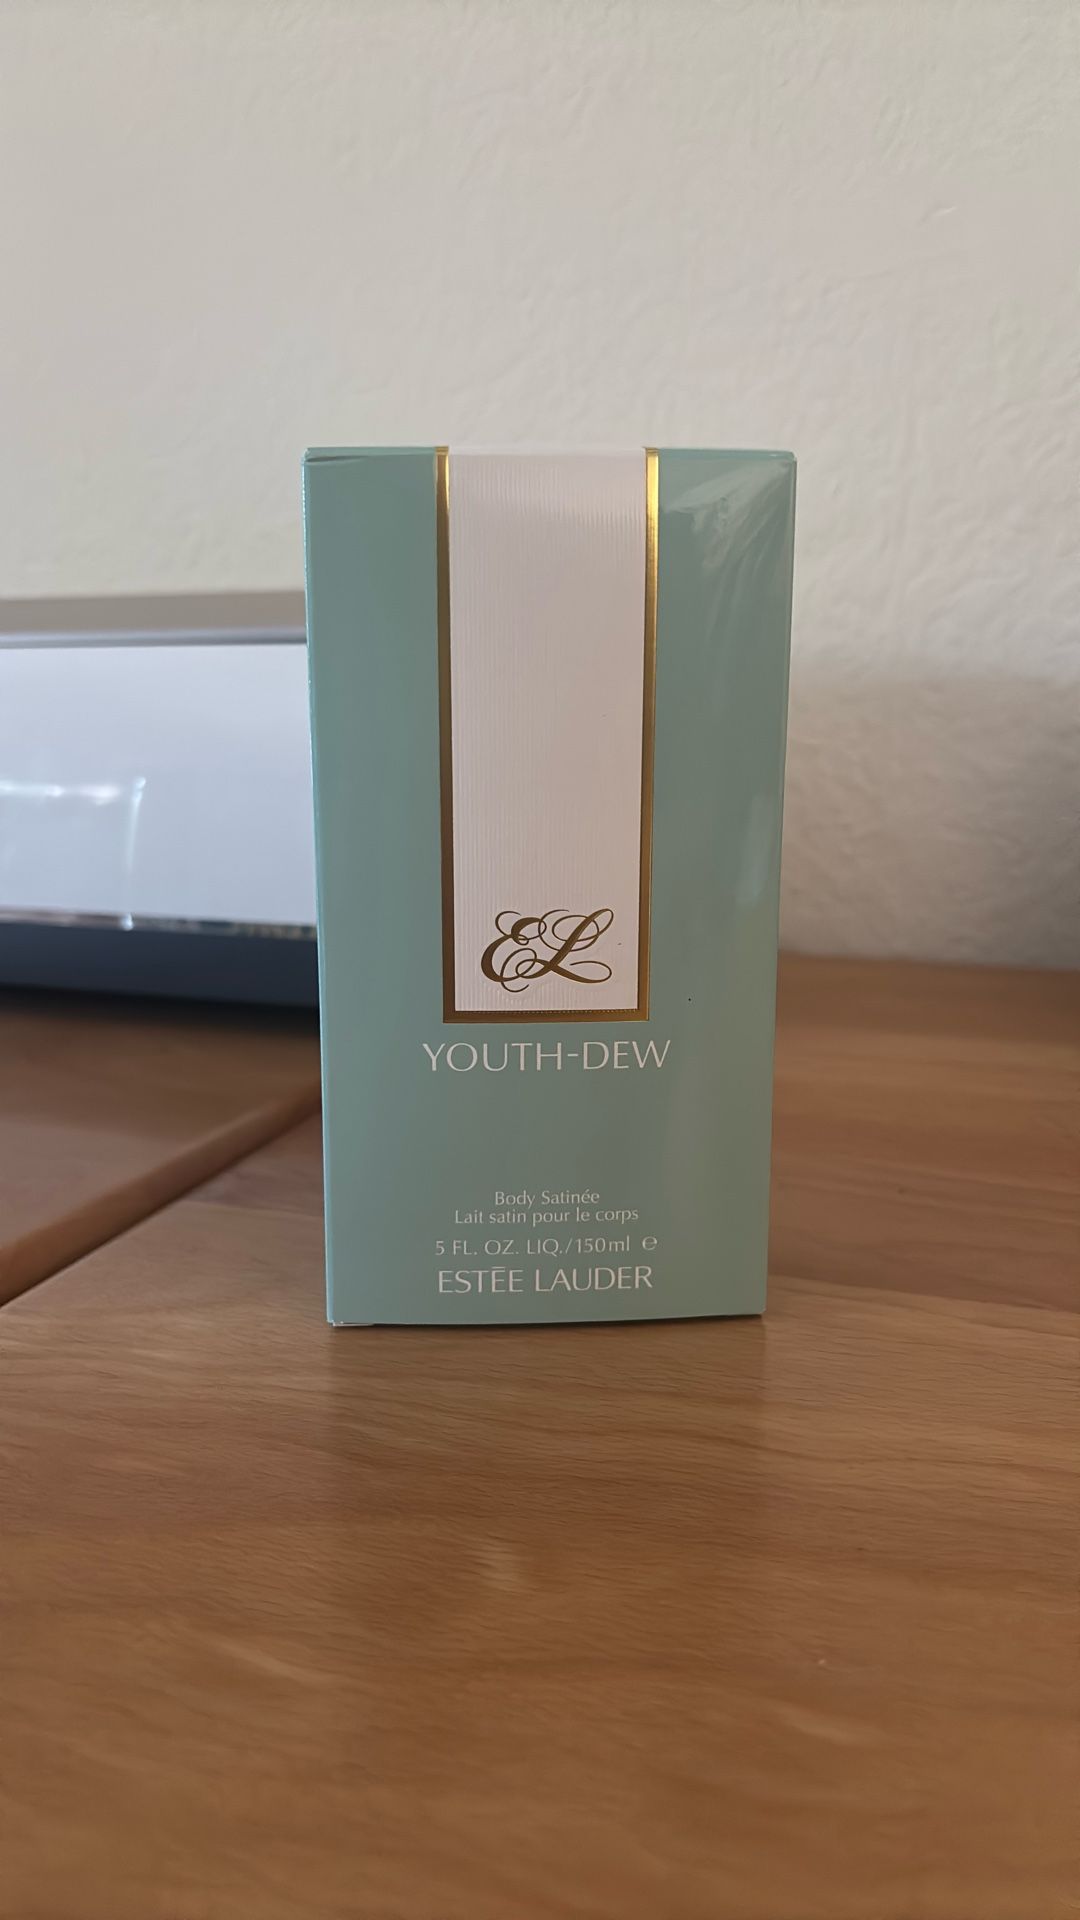 EL
YOUTH-DEW
Body Satinée
Lait satin pour le corps
5 FL. OZ. LIQ./150ml ℮
ESTĒE LAUDER